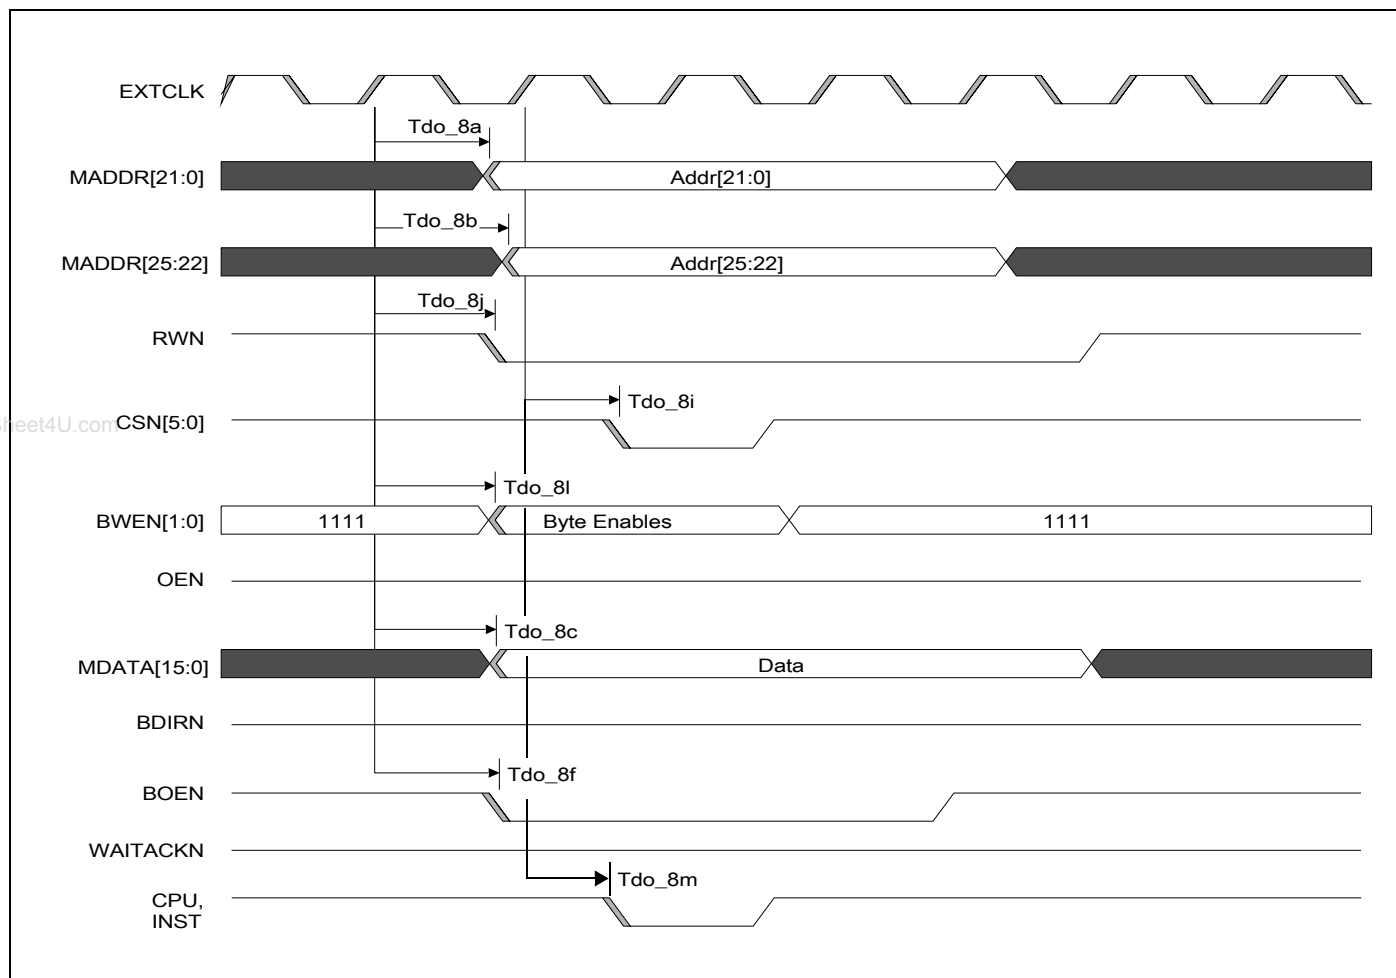 EXTCLK
Tdo_8a
MADDR[21:0]
Addr[21:0]
Tdo_8b
MADDR[25:22]
Addr[25:22]
Tdo_8j
RWN
Tdo_8i
heet4U.com
CSN[5:0]
Tdo_8l
BWEN[1:0]
1111
Byte Enables
1111
OEN
Tdo_8c
MDATA[15:0]
Data
BDIRN
Tdo_8f
BOEN
WAITACKN
Tdo_8m
CPU,
INST